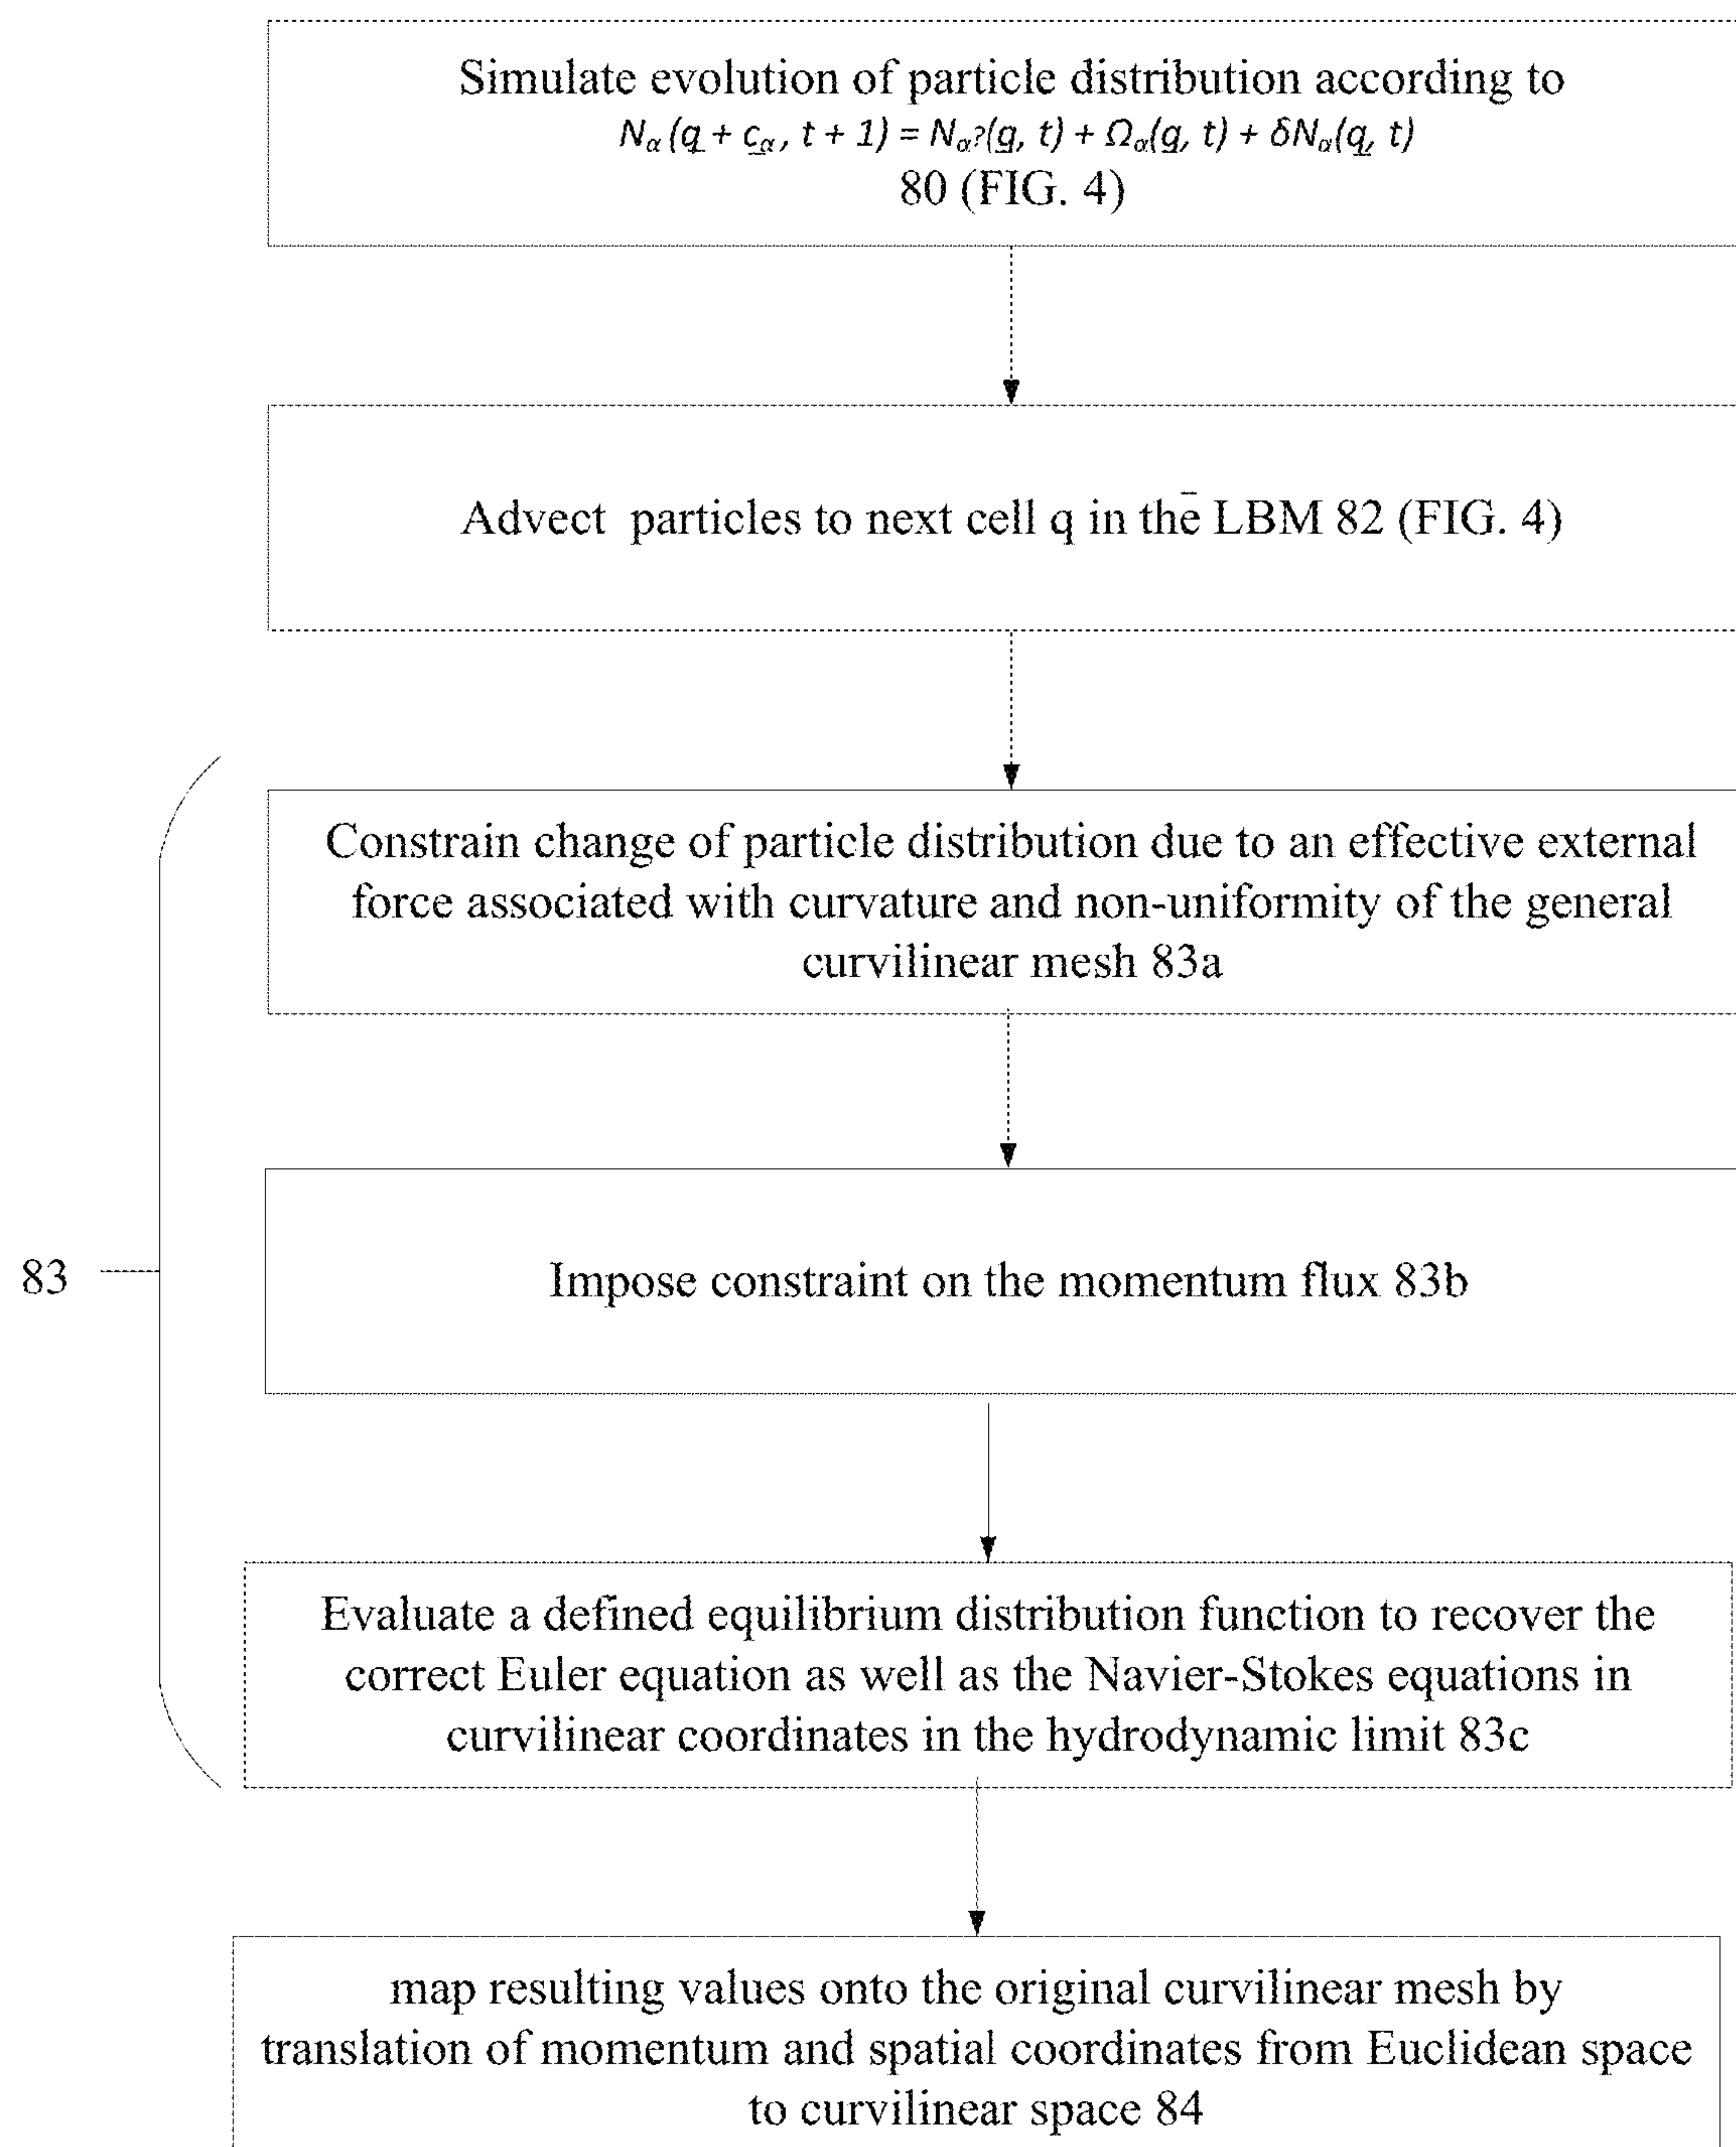 Simulate evolution of particle distribution according to
Nα(q + cα, t + 1) = Nα?(g, t) + Ωα(g, t) + δNα(q, t)
80 (FIG. 4)
Advect particles to next cell q in the LBM 82 (FIG. 4)
Constrain change of particle distribution due to an effective external
force associated with curvature and non-uniformity of the general
curvilinear mesh 83a
83
Impose constraint on the momentum flux 83b
Evaluate a defined equilibrium distribution function to recover the
correct Euler equation as well as the Navier-Stokes equations in
curvilinear coordinates in the hydrodynamic limit 83c
map resulting values onto the original curvilinear mesh by
translation of momentum and spatial coordinates from Euclidean space
to curvilinear space 84